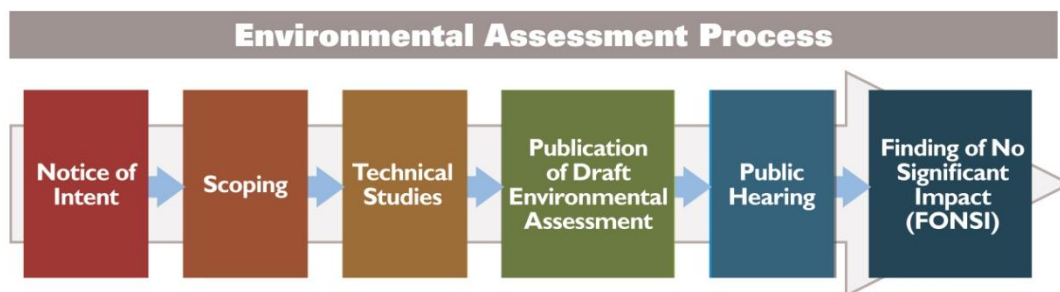 Environmental Assessment Process
Notice of
Intent
Scoping
Technical
Studies
Publication
of Draft
Environmental
Assessment
Public
Hearing
Finding of No
Significant
Impact
(FONSI)